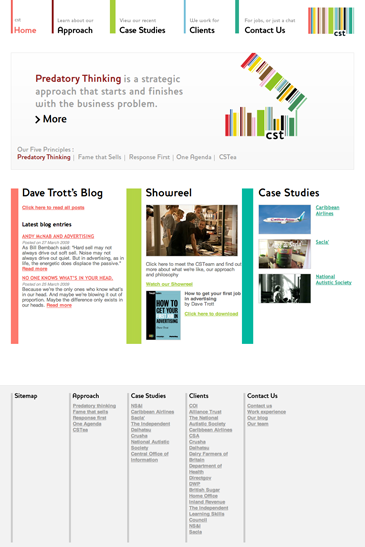 Home
Learn about our
Approach
View our recent
Case Studies
We work for
Clients
For jobs, or just a chat
Contact Us
cst
Predatory Thinking is a strategic
approach that starts and finishes
with the business problem.
More
cst
Our Five Principles :
Predatory Thinking | Fame that Sells | Response First | One Agenda | CSTea
Dave Trott's Blog
Click here to read all posts
Latest blog entries
ANDY McNAB AND ADVERTISING
Posted on 27 March 2009
As Bill Bernbach said: "Hard sell may not
always drive out soft sell. Noise may not
always drive out quiet. But in advertising, as in
life, the energetic does displace the passive."
Read more
NO ONE KNOWS WHAT'S IN YOUR HEAD.
Because we're the only ones who know what's
in our head. And maybe we're blowing it out of
proportion. Maybe the difference only exists in
our heads. Read more
Showreel
Click here to meet the CSTeam and find out
more about what we're like, our approach
and philosophy
Watch our Showreel
HOW TO
GET YOUR
FIRST JOB
IN
ADVERTISING
How to get your first job
in advertising
by Dave Trott
Click here to download
Case Studies
Caribbean
Airlines
Sacla'
National
Autistic Society
Sitemap
Approach
Predatory thinking
Fame that sells
Response First
One Agenda
CSTea
Case Studies
NS&I
Caribbean Airlines
Sacla'
The Independent
Daihatsu
Crusha
National Autistic
Society
Central Office of
Information
Clients
COI
Alliance Trust
The National
Autistic Society
Caribbean Airlines
CSA
Crusha
Daihatsu
Dairy Farmers of
Britain
Department of
Health
Directgov
DWP
British Sugar
Home Office
Inland Revenue
The Independent
Learning Skills
Council
NS&I
Sacla
Contact Us
Contact us
Work experience
Our blog
Our team